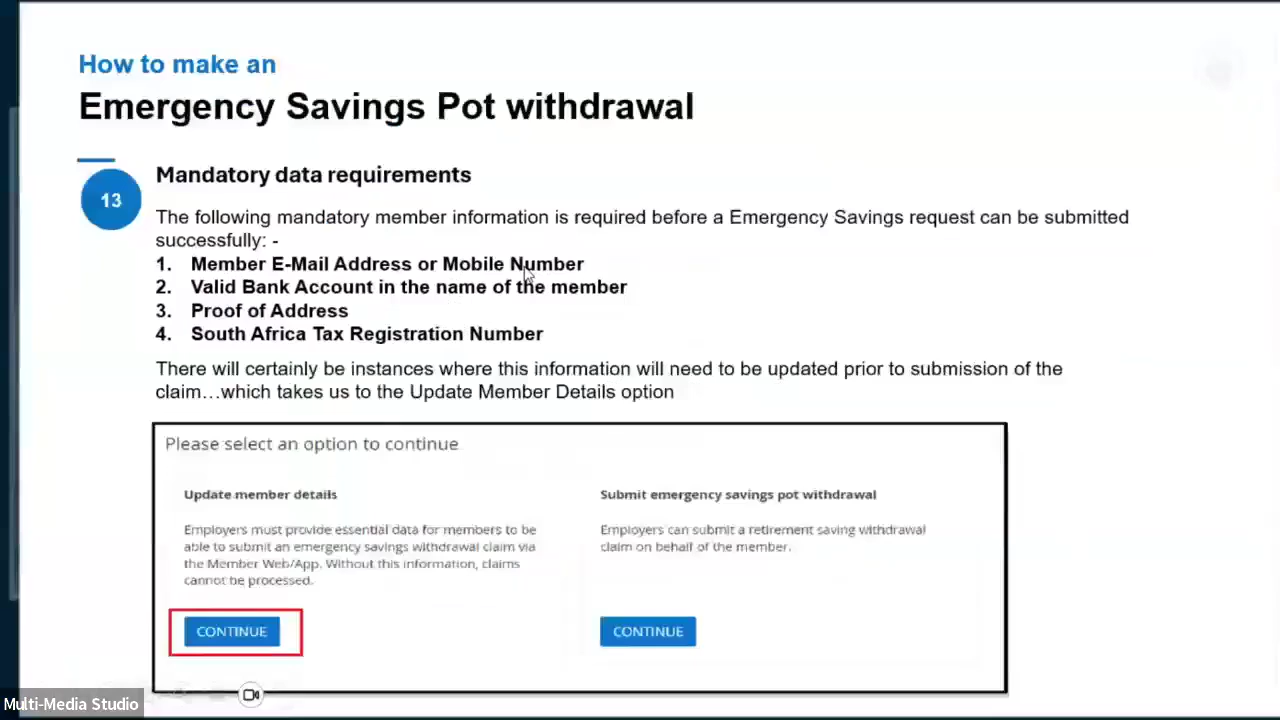 How to make an
Emergency Savings Pot withdrawal
13
Mandatory data requirements
The following mandatory member information is required before a Emergency Savings request can be submitted
successfully: -
1. Member E-Mail Address or Mobile Number
2. Valid Bank Account in the name of the member
3. Proof of Address
4. South Africa Tax Registration Number
There will certainly be instances where this information will need to be updated prior to submission of the
claim…which takes us to the Update Member Details option
Please select an option to continue
Update member details
Employers must provide essential data for members to be
able to submit an emergency savings withdrawal claim via
the Member Web/App. Without this information, claims
cannot be processed.
CONTINUE
Submit emergency savings pot withdrawal
Employers can submit a retirement saving withdrawal
claim on behalf of the member.
CONTINUE
Multi-Media Studio